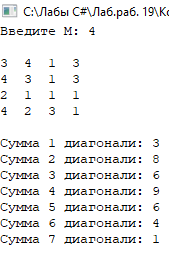 C:\Лабы C#\Лаб.раб. 19\Ко
Введите M: 4
3 4 1 3
4 3 1 3
2 1 1 1
4 2 3 1
Сумма 1 диагонали: 3
Сумма 2 диагонали: 8
Сумма 3 диагонали: 6
Сумма 4 диагонали: 9
Сумма 5 диагонали: 6
Сумма 6 диагонали: 4
Сумма 7 диагонали: 1